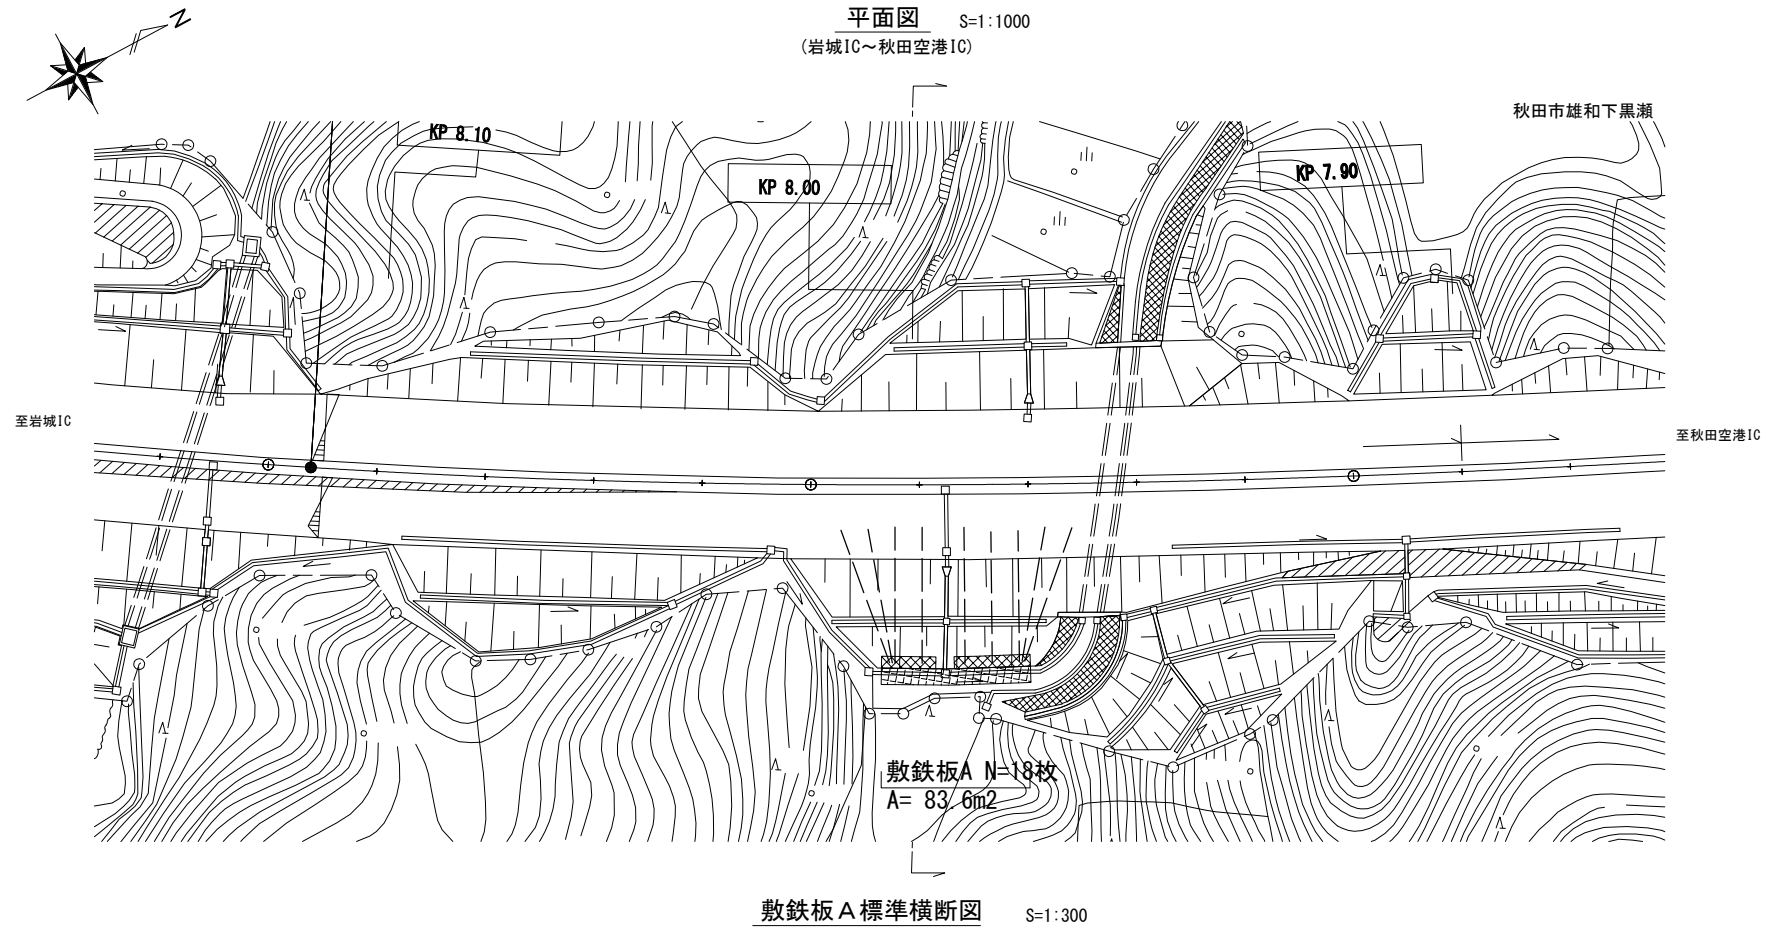 平面図 S=1:1000
(岩城IC～秋田空港IC)
N
秋田市雄和下黒瀬
KP 8.10
KP 8.00
KP 7.90
至岩城IC
至秋田空港IC
敷鉄板A N=18枚
A= 83.6m2
敷鉄板A標準横断図 S=1:300